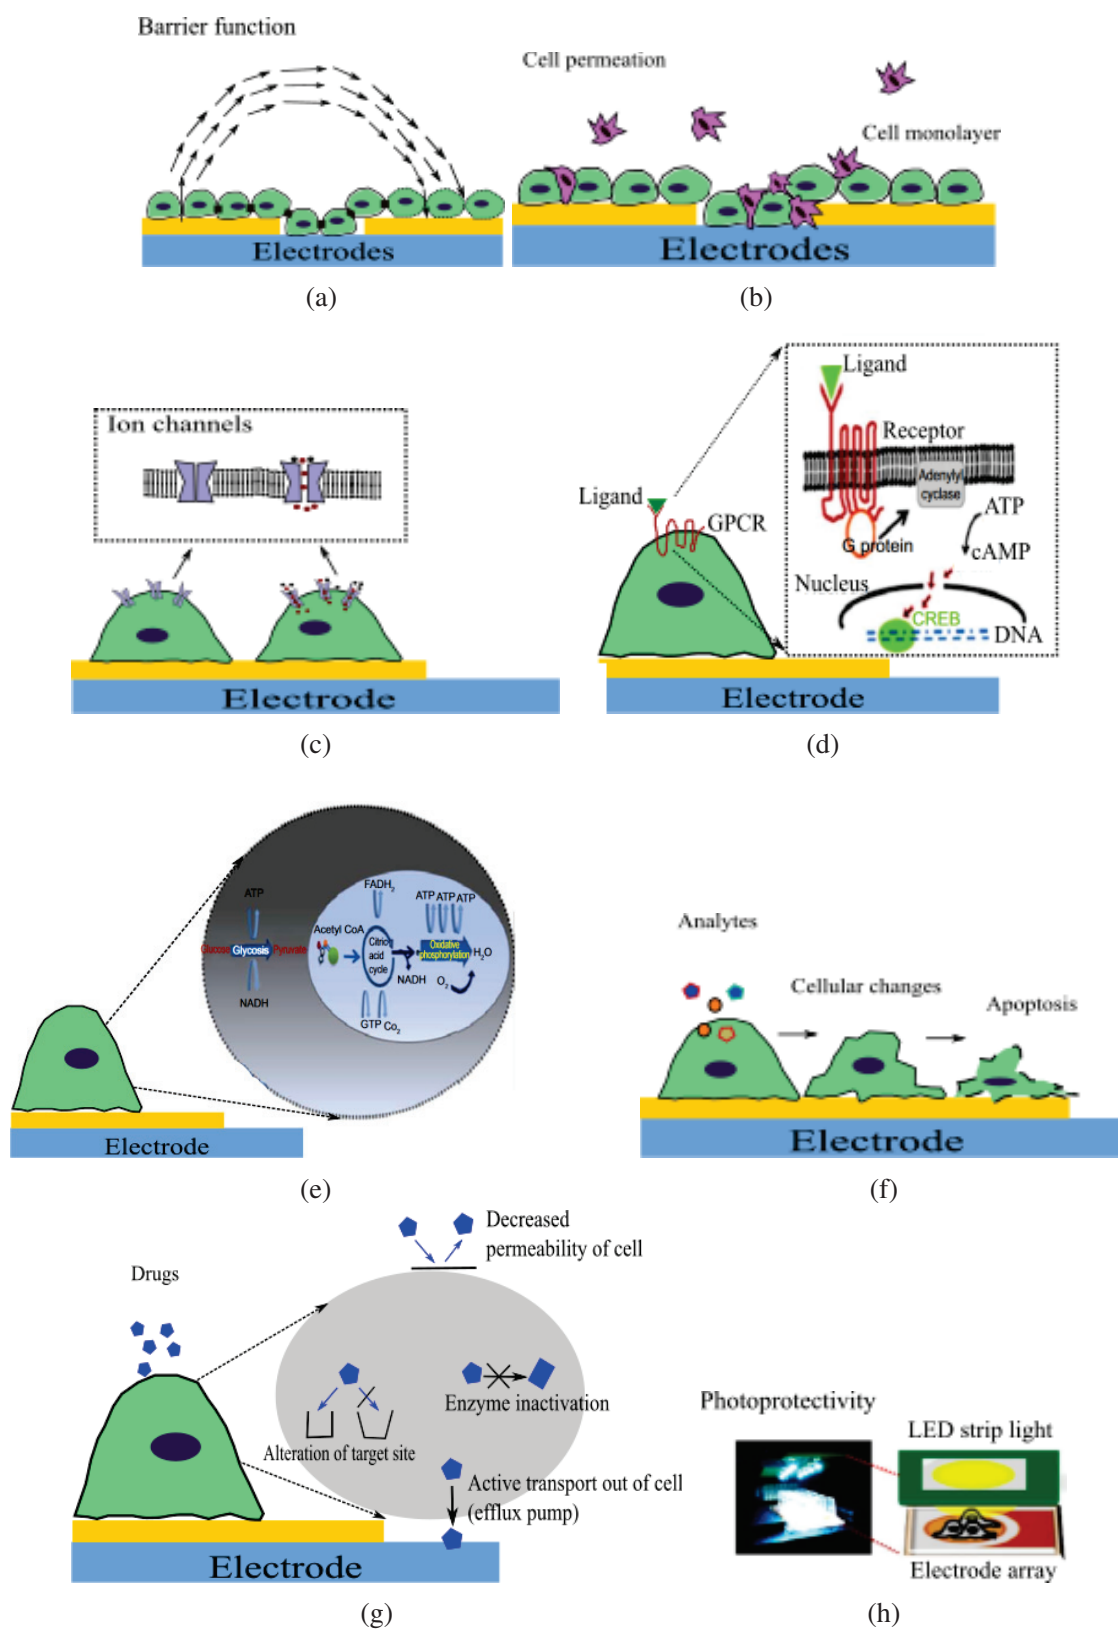 Barrier function
Cell permeation
Cell monolayer
Electrodes
Electrodes
(a)
(b)
Ion channels
Electrode
(c)
Ligand
GPCR
Ligand
Receptor
Adenylyl
cyclase
G protein
ATP
cAMP
Nucleus
CREB
DNA
Electrode
(d)
ATP
Glucose
Glycosis
Pyruvate
NADH
FADH2
Acetyl CoA
Citric
acid
cycle
NADH
GTP Co2
ATP ATP ATP
Oxidative
phosphorylation
H2O
O2
Electrode
(e)
Analytes
Cellular changes
Apoptosis
Electrode
(f)
Drugs
Decreased
permeability of cell
Alteration of target site
Enzyme inactivation
Active transport out of cell
(efflux pump)
Electrode
(g)
Photoprotectivity
LED strip light
Electrode array
(h)